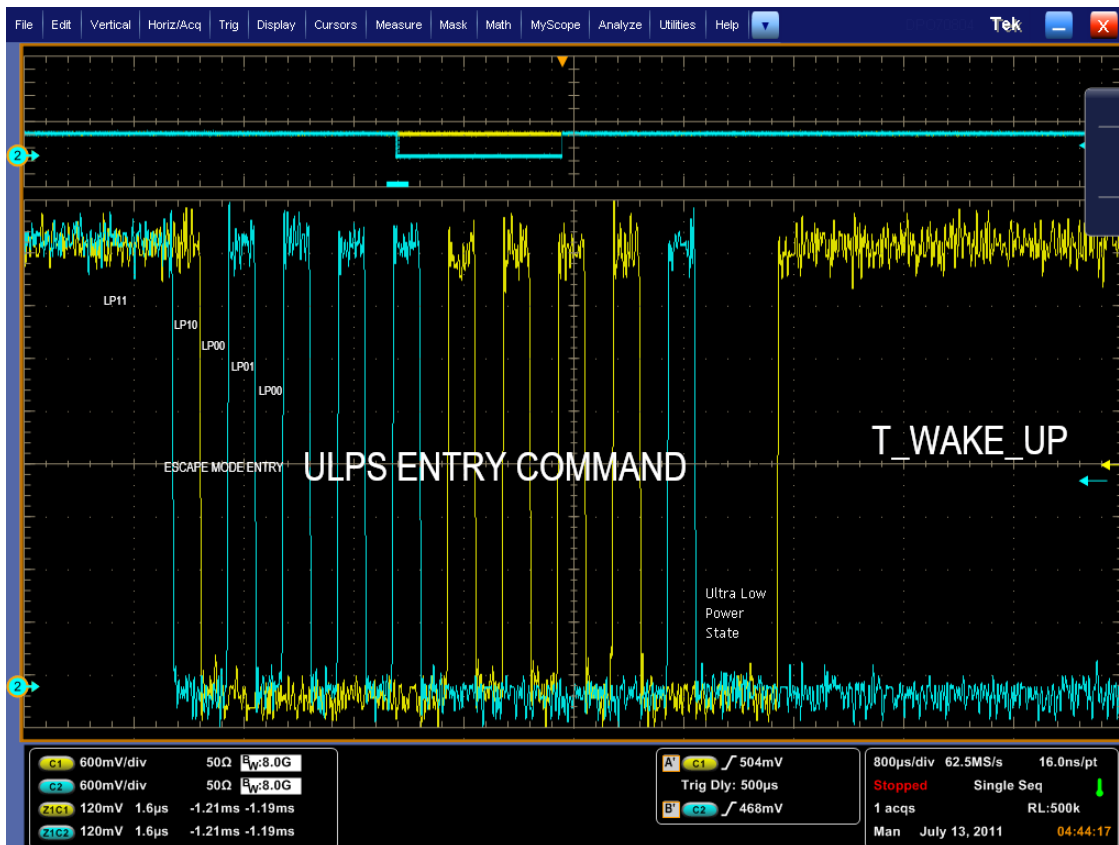 File Edit Vertical Horiz/Acq Trig Display Cursors Measure Mask Math MyScope Analyze Utilities Help Tek X
2
LP11
LP10
LP00
LP01
LP00
T_WAKE_UP
ESCAPE MODE ENTRY ULPS ENTRY COMMAND
Ultra Low
Power
State
2
C1 600mV/div 50Ω BW:8.0G
C2 600mV/div 50Ω BW:8.0G
Z1C1 120mV 1.6µs -1.21ms -1.19ms
Z1C2 120mV 1.6µs -1.21ms -1.19ms
A' C1 504mV
Trig Dly: 500µs
B' C2 468mV
800µs/div 62.5MS/s 16.0ns/pt
Stopped Single Seq
1 acqs RL:500k
Man July 13, 2011 04:44:17